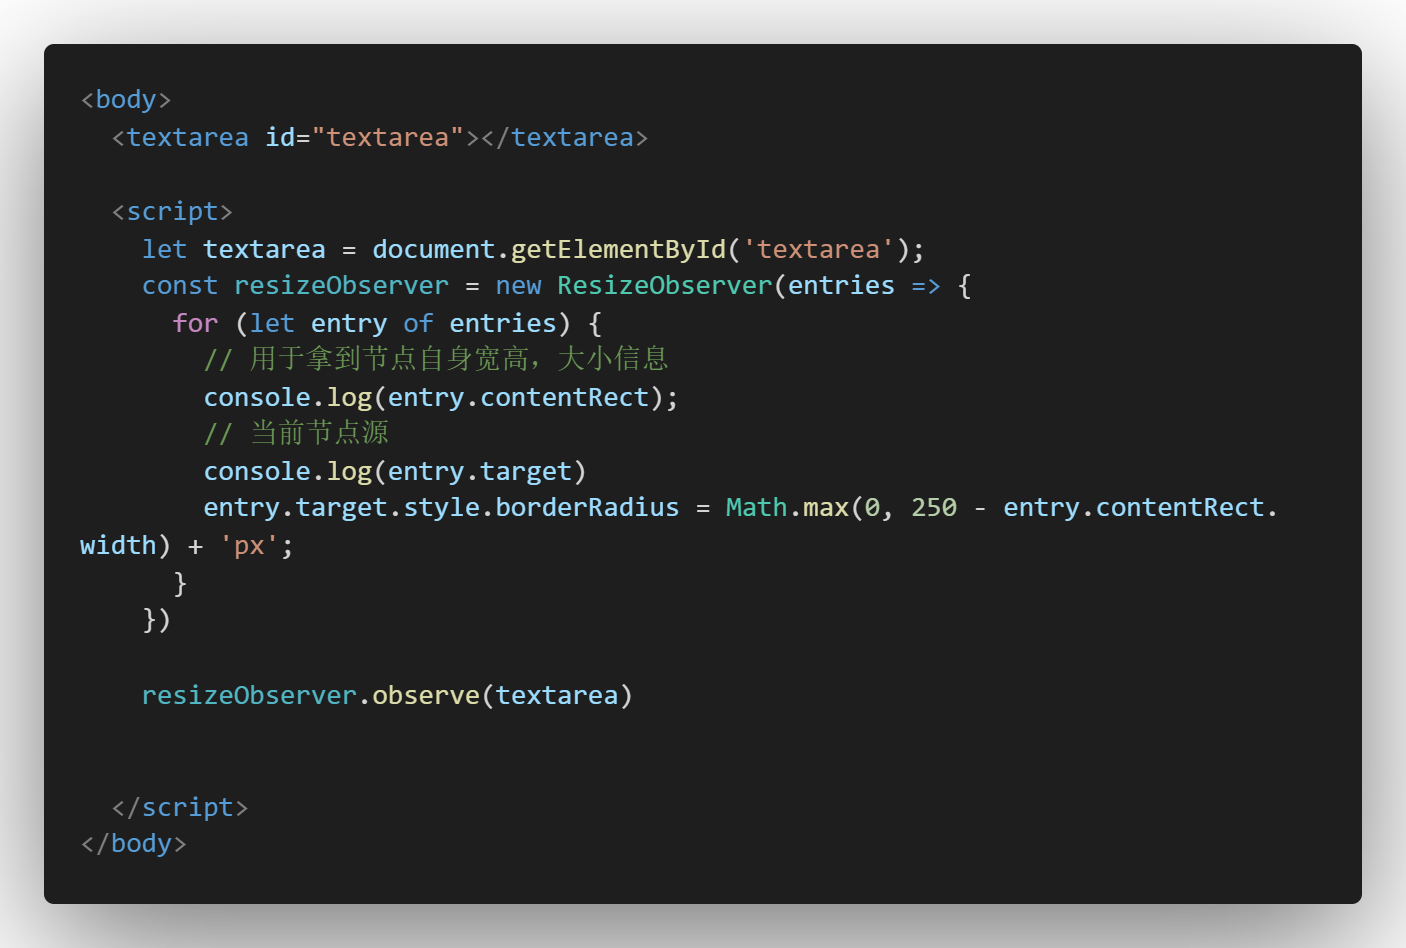 <body>
  <textarea id="textarea"></textarea>
  <script>
    let textarea = document.getElementById('textarea');
    const resizeObserver = new ResizeObserver(entries => {
      for (let entry of entries) {
        // 用于拿到节点自身宽高，大小信息
        console.log(entry.contentRect);
        // 当前节点源
        console.log(entry.target)
        entry.target.style.borderRadius = Math.max(0, 250 - entry.contentRect.
width) + 'px';
      }
    })
    resizeObserver.observe(textarea)
  </script>
</body>